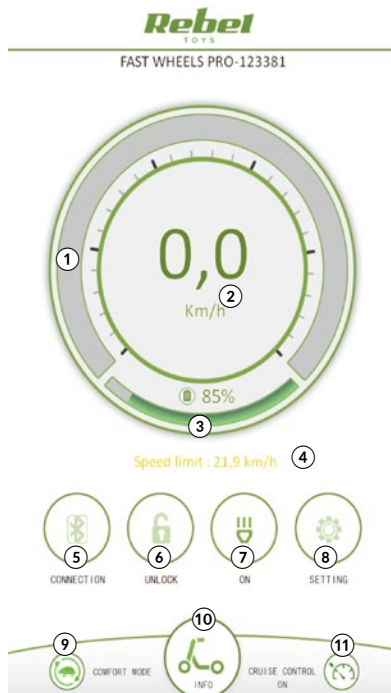 Rebel
TOYS
FAST WHEELS PRO-123381
1
0,0
2
Km/h
85%
3
Speed limit : 21,9 km/h 4
5 6 7 8
CONNECTION UNLOCK ON SETTING
9 10 11
COMFORT MODE INFO CRUISE CONTROL
ON